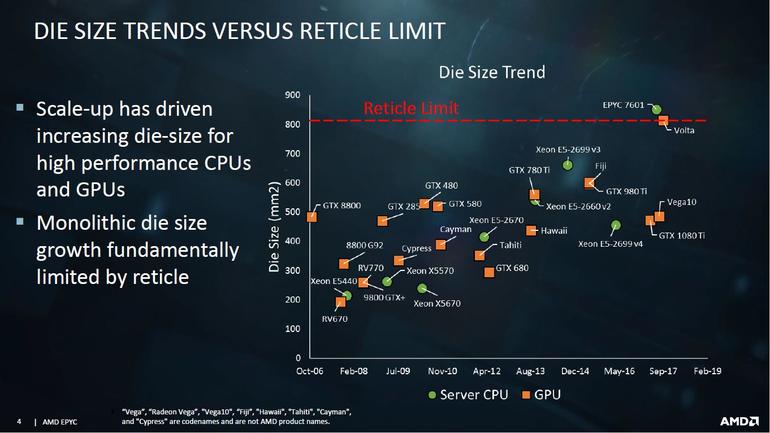 DIE SIZE TRENDS VERSUS RETICLE LIMIT
Scale-up has driven
increasing die-size for
high performance CPUs
and GPUs
Monolithic die size
growth fundamentally
limited by reticle
Die Size Trend
Die Size (mm2)
900
800
700
600
500
400
300
200
100
0
Reticle Limit
EPYC 7601
Volta
Xeon E5-2699 v3
GTX 780 Ti
Fiji
GTX 980 Ti
Xeon E5-2660 v2
GTX 480
GTX 8800
GTX 285
GTX 580
Vega10
Xeon E5-2670
Cayman
Hawaii
GTX 1080 Ti
8800 G92
Cypress
Tahiti
Xeon E5-2699 v4
RV770
Xeon X5570
GTX 680
Xeon E5440
9800 GTX+
Xeon X5670
RV670
Oct-06 Feb-08 Jul-09 Nov-10 Apr-12 Aug-13 Dec-14 May-16 Sep-17 Feb-19
Server CPU GPU
4 | AMD EPYC
"Vega", "Radeon Vega", "Vega10", "Fiji", "Hawaii", "Tahiti", "Cayman",
and "Cypress" are codenames and are not AMD product names.
AMD